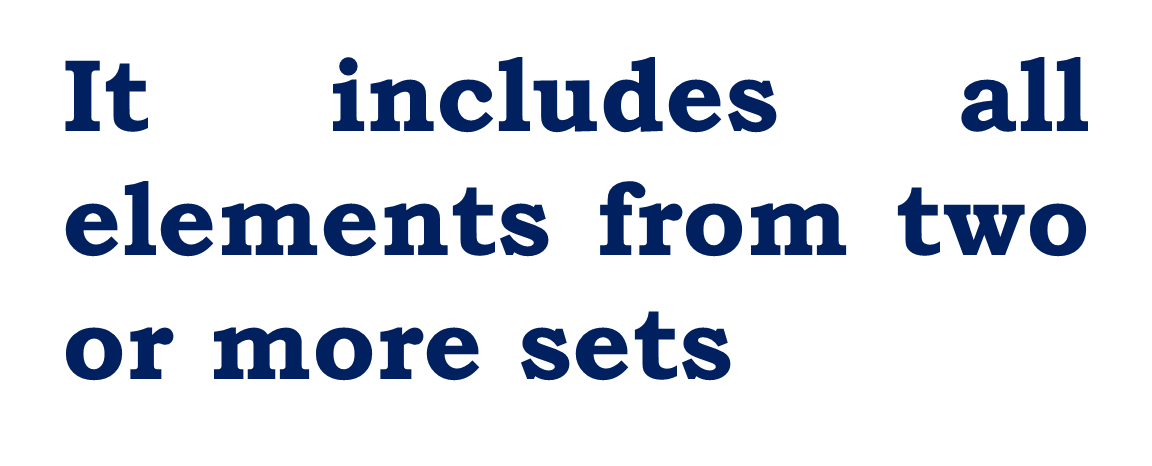 It includes all
elements from two
or more sets